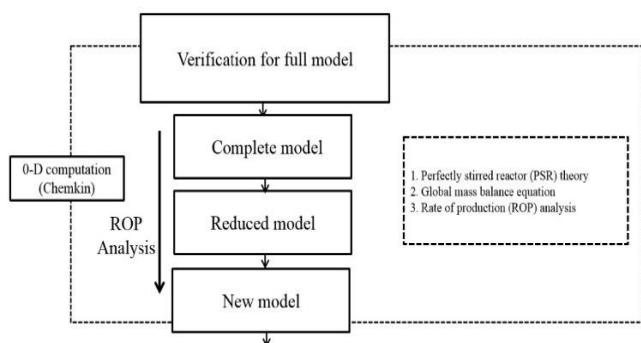 Verification for full model
Complete model
0-D computation
(Chemkin)
ROP
Analysis
Reduced model
New model
1. Perfectly stirred reactor (PSR) theory
2. Global mass balance equation
3. Rate of production (ROP) analysis